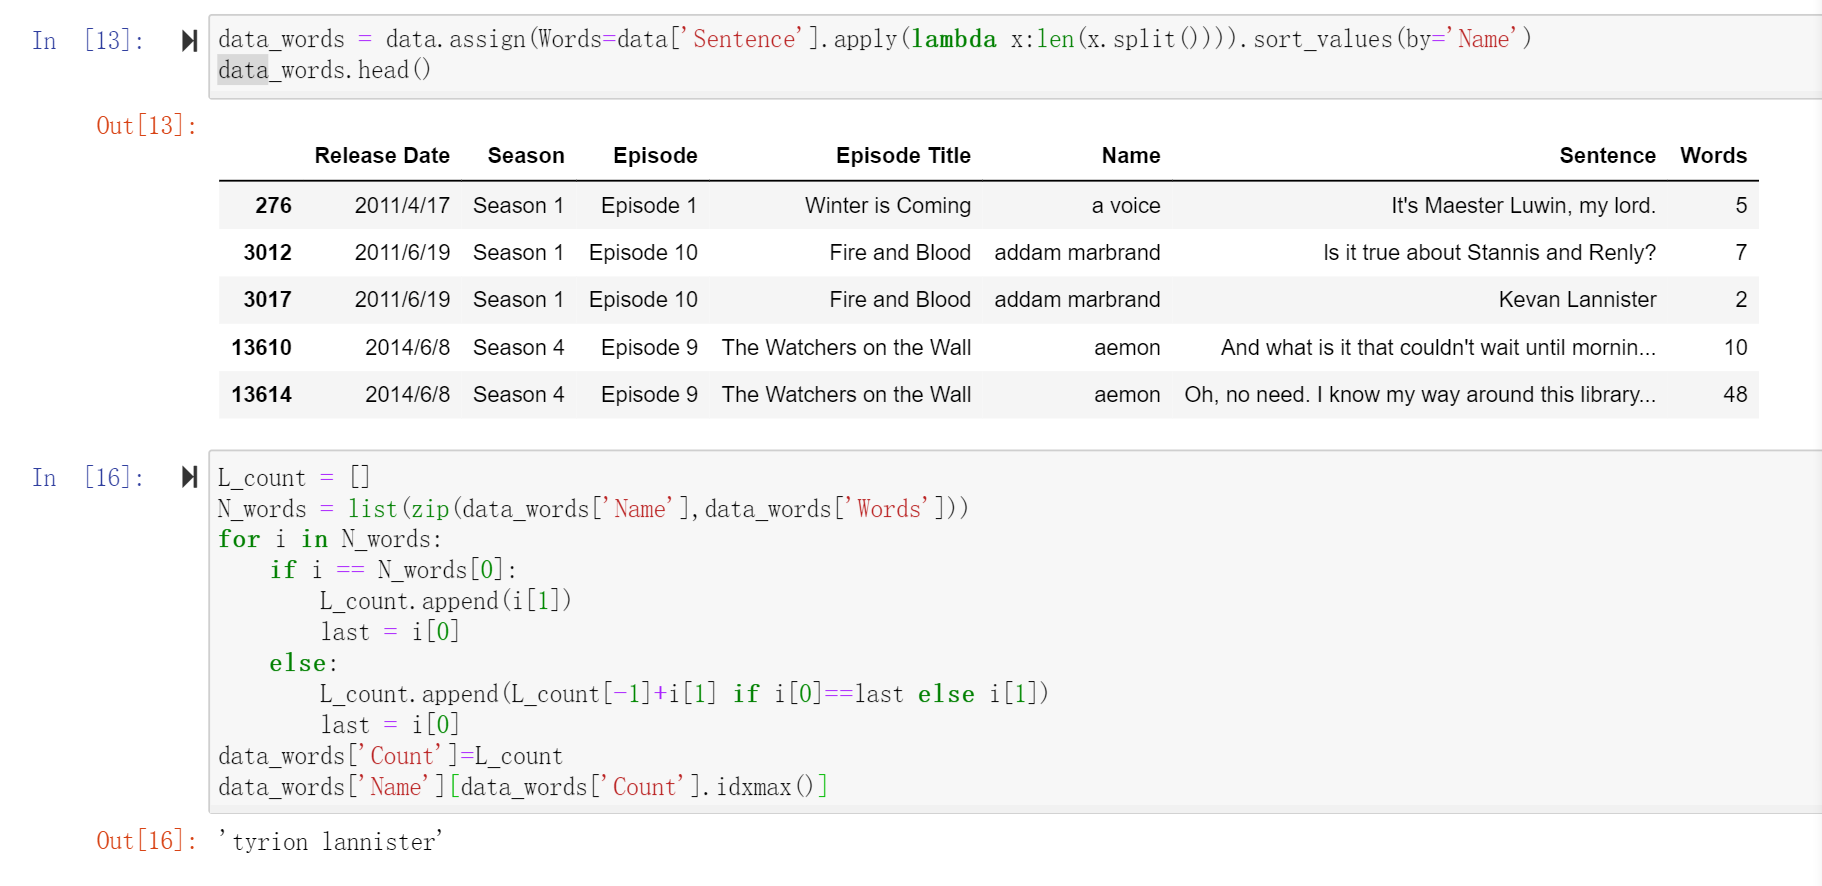 In [13]: data_words = data.assign(Words=data['Sentence'].apply(lambda x:len(x.split()))).sort_values(by='Name')
data_words.head()
Out[13]:
Release Date Season Episode Episode Title Name Sentence Words
276 2011/4/17 Season 1 Episode 1 Winter is Coming a voice It's Maester Luwin, my lord. 5
3012 2011/6/19 Season 1 Episode 10 Fire and Blood addam marbrand Is it true about Stannis and Renly? 7
3017 2011/6/19 Season 1 Episode 10 Fire and Blood addam marbrand Kevan Lannister 2
13610 2014/6/8 Season 4 Episode 9 The Watchers on the Wall aemon And what is it that couldn't wait until mornin... 10
13614 2014/6/8 Season 4 Episode 9 The Watchers on the Wall aemon Oh, no need. I know my way around this library... 48
In [16]: L_count = []
N_words = list(zip(data_words['Name'],data_words['Words']))
for i in N_words:
    if i == N_words[0]:
        L_count.append(i[1])
        last = i[0]
    else:
        L_count.append(L_count[-1]+i[1] if i[0]==last else i[1])
        last = i[0]
data_words['Count']=L_count
data_words['Name'][data_words['Count'].idxmax()]
Out[16]: 'tyrion lannister'